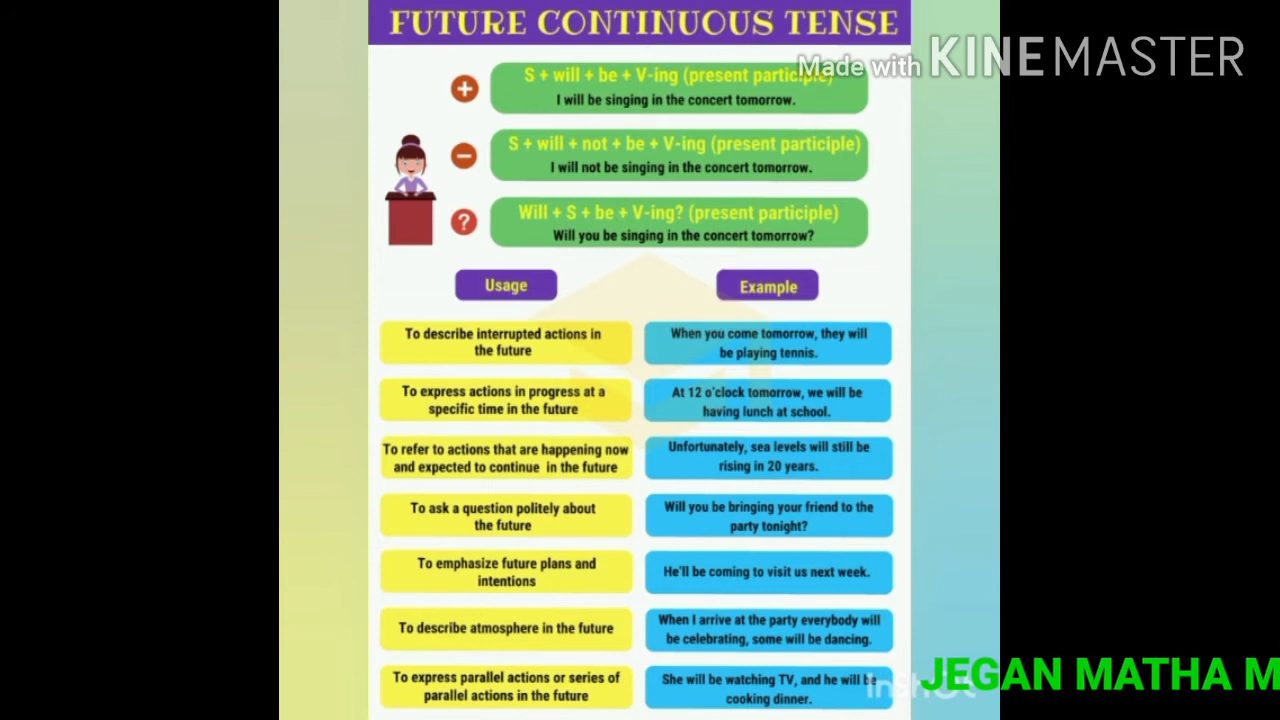 FUTURE CONTINUOUS TENSE
Made with KINEMASTER
S + will + be + V-ing (present participle)
I will be singing in the concert tomorrow.
S + will + not + be + V-ing (present participle)
I will not be singing in the concert tomorrow.
Will + S + be + V-ing? (present participle)
Will you be singing in the concert tomorrow?
Usage
Example
To describe interrupted actions in
the future
When you come tomorrow, they will
be playing tennis.
To express actions in progress at a
specific time in the future
At 12 o'clock tomorrow, we will be
having lunch at school.
To refer to actions that are happening now
and expected to continue in the future
Unfortunately, sea levels will still be
rising in 20 years.
To ask a question politely about
the future
Will you be bringing your friend to the
party tonight?
To emphasize future plans and
intentions
He'll be coming to visit us next week.
To describe atmosphere in the future
When I arrive at the party everybody will
be celebrating, some will be dancing.
To express parallel actions or series of
parallel actions in the future
She will be watching TV, and he will be
cooking dinner.
JEGAN MATHA M